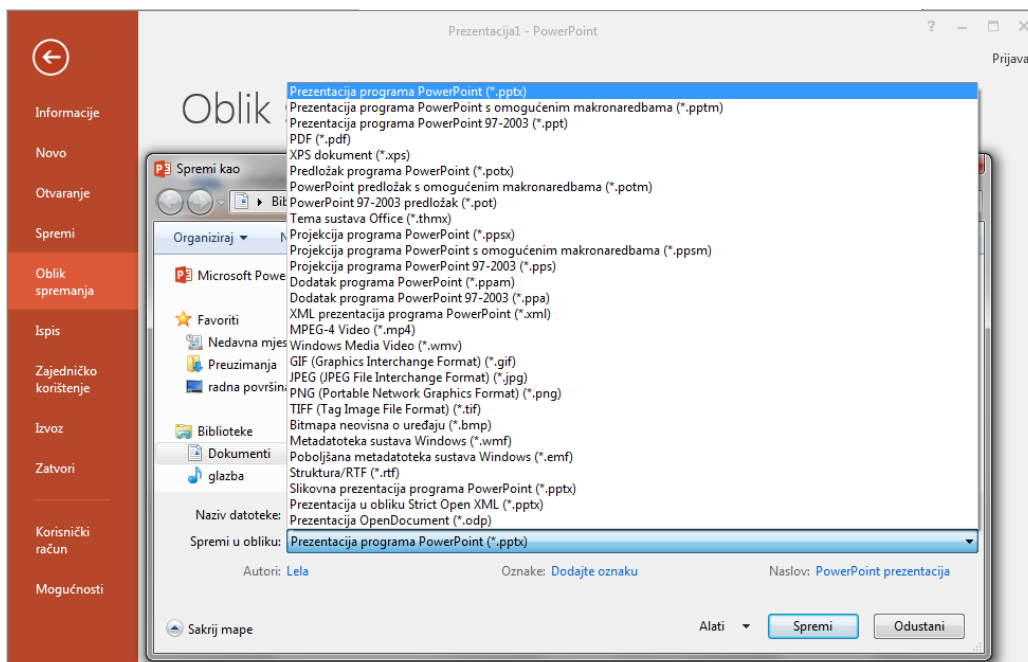 Prezentacija1 - PowerPoint
?
Prijava
Informacije
Novo
Otvaranje
Spremi
Oblik
spremanja
Ispis
Zajedničko
korištenje
Izvoz
Zatvori
Korisnički
račun
Mogućnosti
Oblik
Spremi kao
Organiziraj
Microsoft Powe
Favoriti
Nedavna mjes
Preuzimanja
radna površina
Biblioteke
Dokumenti
glazba
Prezentacija programa PowerPoint (*.pptx)
Prezentacija programa PowerPoint s omogućenim makronaredbama (*.pptm)
Prezentacija programa PowerPoint 97-2003 (*.ppt)
PDF (*.pdf)
XPS dokument (*.xps)
Predložak programa PowerPoint (*.potx)
PowerPoint predložak s omogućenim makronaredbama (*.potm)
PowerPoint 97-2003 predložak (*.pot)
Tema sustava Office (*.thmx)
Projekcija programa PowerPoint (*.ppsx)
Projekcija programa PowerPoint s omogućenim makronaredbama (*.ppsm)
Projekcija programa PowerPoint 97-2003 (*.pps)
Dodatak programa PowerPoint (*.ppam)
Dodatak programa PowerPoint 97-2003 (*.ppa)
XML prezentacija programa PowerPoint (*.xml)
MPEG-4 Video (*.mp4)
Windows Media Video (*.wmv)
GIF (Graphics Interchange Format) (*.gif)
JPEG (JPEG File Interchange Format) (*.jpg)
PNG (Portable Network Graphics Format) (*.png)
TIFF (Tag Image File Format) (*.tif)
Bitmapa neovisna o uređaju (*.bmp)
Metadatoteka sustava Windows (*.wmf)
Poboljšana metadatoteka sustava Windows (*.emf)
Struktura/RTF (*.rtf)
Slikovna prezentacija programa PowerPoint (*.pptx)
Prezentacija u obliku Strict Open XML (*.pptx)
Prezentacija OpenDocument (*.odp)
Naziv datoteke:
Spremi u obliku: Prezentacija programa PowerPoint (*.pptx)
Autori: Lela Oznake: Dodajte oznaku Naslov: PowerPoint prezentacija
Sakrij mape Alati Spremi Odustani